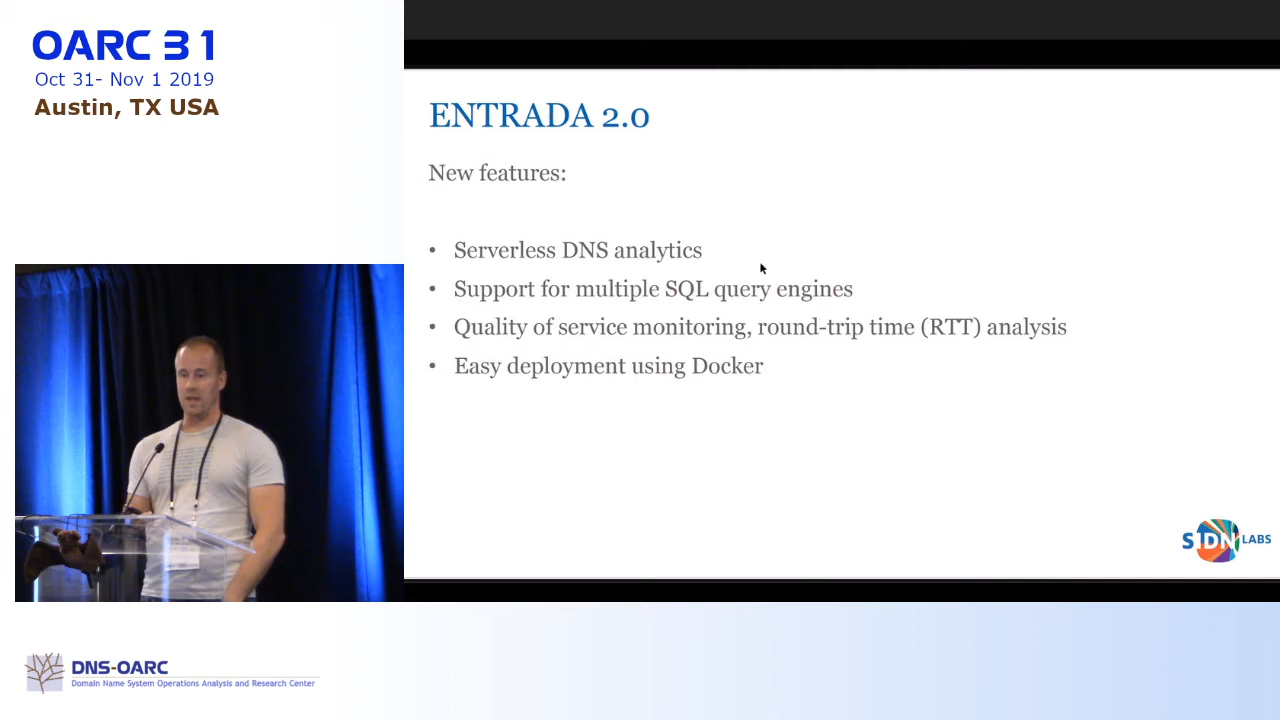 OARC 31
Oct 31- Nov 1 2019
Austin, TX USA
ENTRADA 2.0
New features:
• Serverless DNS analytics
• Support for multiple SQL query engines
• Quality of service monitoring, round-trip time (RTT) analysis
• Easy deployment using Docker
SIDN LABS
DNS-OARC
Domain Name System Operations Analysis and Research Center